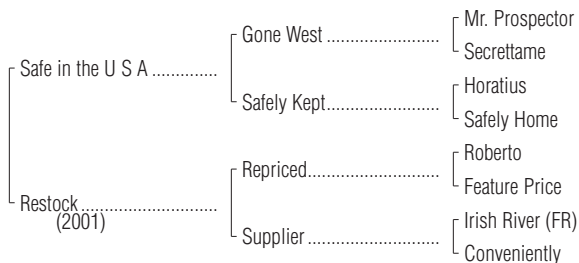 Mr. Prospector
Gone West ........................
Secrettame
Safe in the U S A .............
Horatius
Safely Kept........................
Safely Home
Roberto
Repriced............................
Feature Price
Restock...........................
(2001)
Irish River (FR)
Supplier ............................
Conveniently